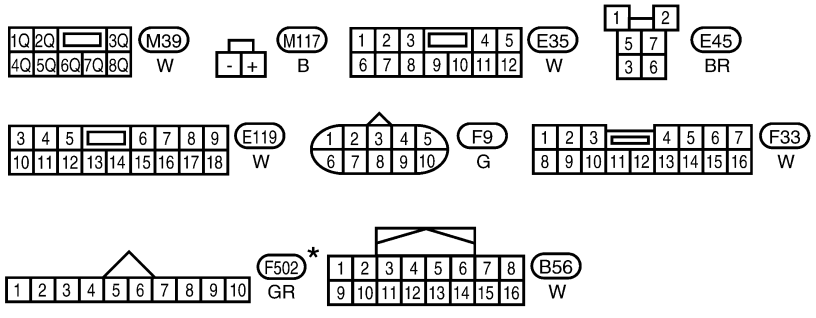 1Q 2Q 3Q M39
4Q 5Q 6Q 7Q 8Q W
M117
- + B
1 2 3 4 5 E35
6 7 8 9 10 11 12 W
1 2 E45
5 7
3 6 BR
3 4 5 6 7 8 9 E119
10 11 12 13 14 15 16 17 18 W
1 2 3 4 5 F9
6 7 8 9 10 G
1 2 3 4 5 6 7 F33
8 9 10 11 12 13 14 15 16 W
F502 *
1 2 3 4 5 6 7 8 9 10 GR
1 2 3 4 5 6 7 8 B56
9 10 11 12 13 14 15 16 W